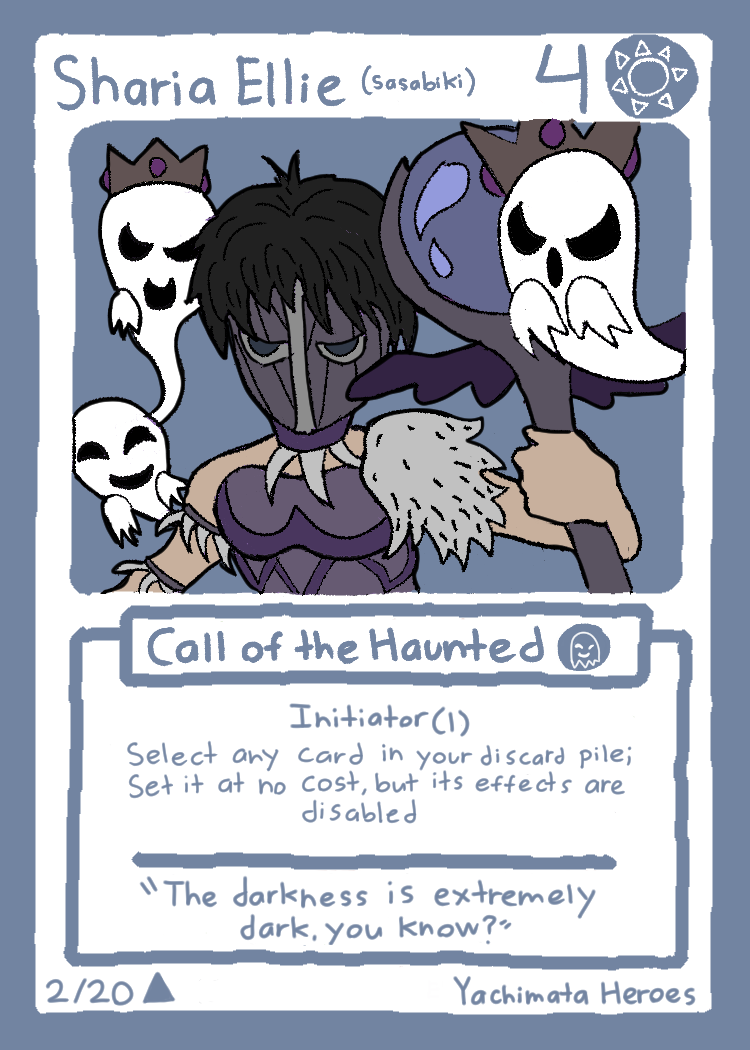 Sharia Ellie (sasabiki) 4
Call of the Haunted
Initiator(1)
Select any card in your discard pile;
Set it at no cost, but its effects are
disabled
"The darkness is extremely
dark, you know?"
2/20 Yachimata Heroes